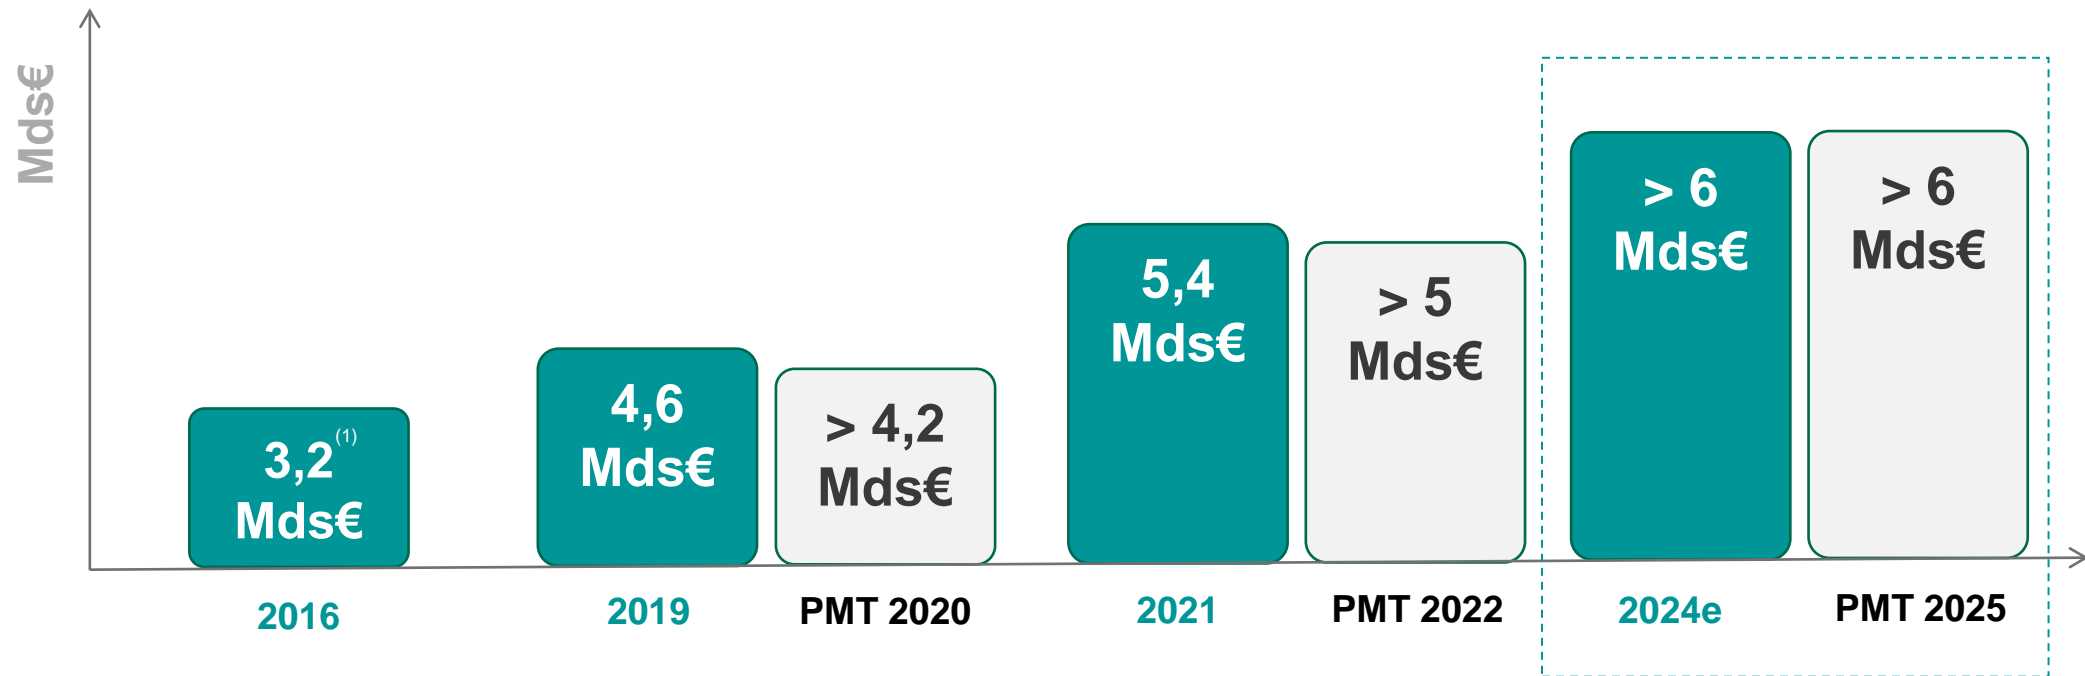 Mds€
3,2(1)
Mds€
4,6
Mds€
> 4,2
Mds€
5,4
Mds€
> 5
Mds€
> 6
Mds€
> 6
Mds€
2016
2019
PMT 2020
2021
PMT 2022
2024e
PMT 2025